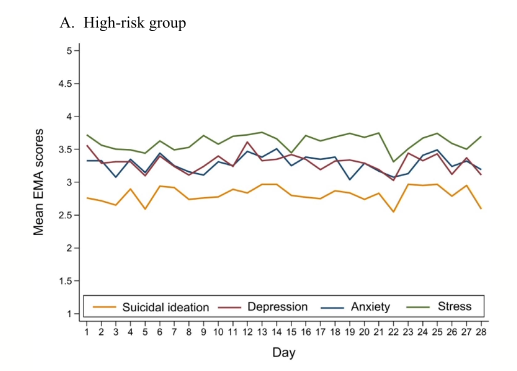 A. High-risk group
5
4.5
4
3.5
3
2.5
2
1.5
1
Mean EMA scores
Suicidal ideation Depression Anxiety Stress
1 2 3 4 5 6 7 8 9 10 11 12 13 14 15 16 17 18 19 20 21 22 23 24 25 26 27 28
Day